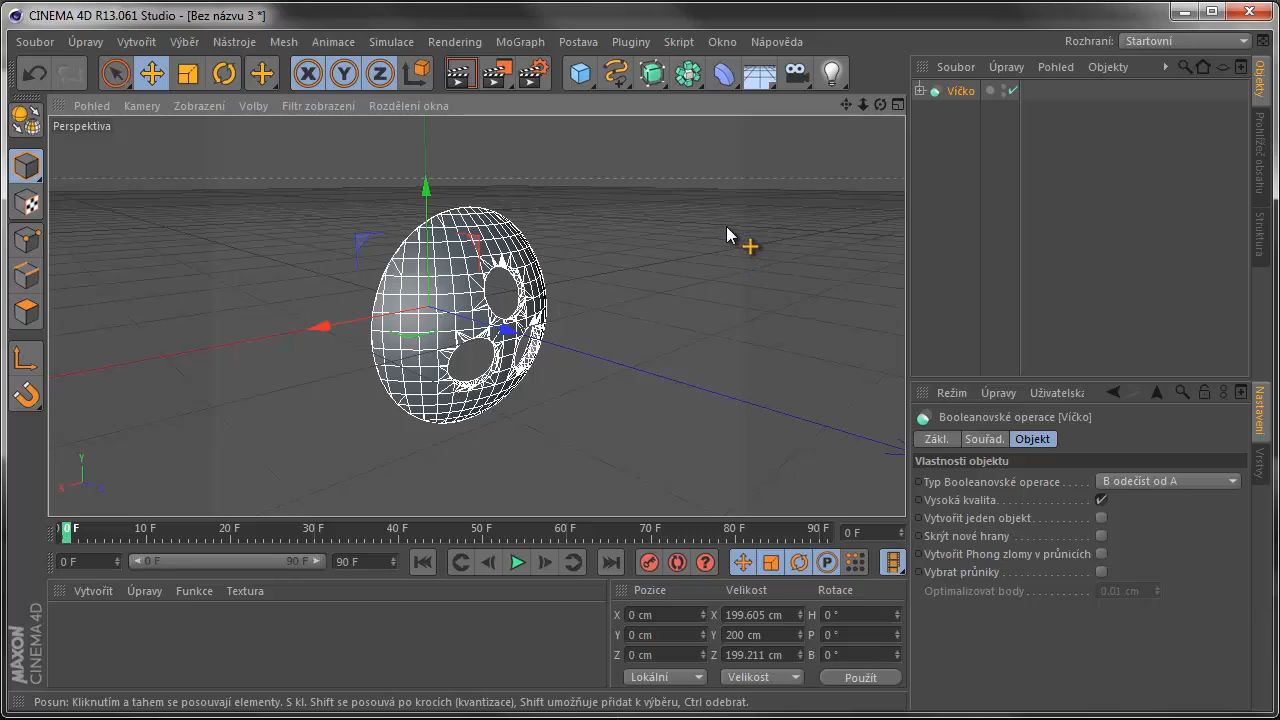 CINEMA 4D R13.061 Studio - [Bez názvu 3 *]
Soubor Úpravy Vytvořit Výběr Nástroje Mesh Animace Simulace Rendering MoGraph Postava Pluginy Skript Okno Nápověda
Rozhraní: Startovní
Soubor Úpravy Pohled Objekty
Pohled Kamery Zobrazení Volby Filtr zobrazení Rozdělení okna
Perspektiva
Víčko
Objekty
Prohlížeč obsahu
Struktura
Y
X Z
Režim Úpravy Uživatelska
Booleanovské operace [Víčko]
Zákl. Souřad. Objekt
Vlastnosti objektu
Typ Booleanovské operace . . . . . B odečíst od A
Vysoká kvalita. . . . . . . . . . . . . . . .
Vytvořit jeden objekt . . . . . . . . .
Skrýt nové hrany . . . . . . . . . . . .
Vytvořit Phong zlomy v průnicích
Vybrat průniky . . . . . . . . . . . . . .
Optimalizovat body. . . . . . . . . . . 0.01 cm
Nastavení
Vrstvy
0 F 10 F 20 F 30 F 40 F 50 F 60 F 70 F 80 F 90 F 0 F
0 F 0 F 90 F 90 F
P
Vytvořit Úpravy Funkce Textura
Pozice Velikost Rotace
X 0 cm X 199.605 cm H 0 °
Y 0 cm Y 200 cm P 0 °
Z 0 cm Z 199.211 cm B 0 °
Lokální Velikost Použít
MAXON
CINEMA 4D
Posun: Kliknutím a tahem se posouvají elementy. S kl. Shift se posouvá po krocích (kvantizace), Shift umožňuje přidat k výběru, Ctrl odebrat.